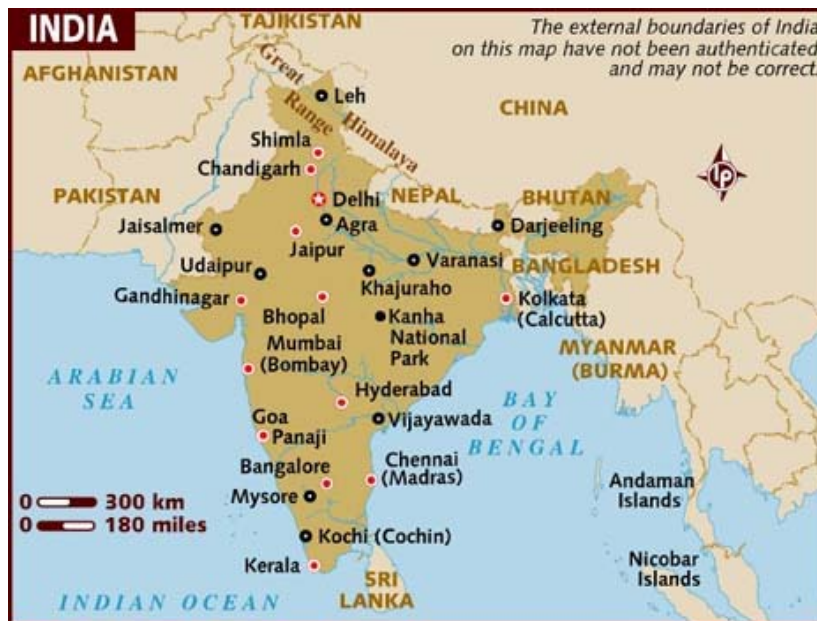 INDIA
TAJIKISTAN
The external boundaries of India
on this map have not been authenticated
and may not be correct.
AFGHANISTAN
Great
Range
Himalaya
Leh
CHINA
Shimla
Chandigarh
PAKISTAN
Delhi
NEPAL
BHUTAN
lp
Jaisalmer
Agra
Darjeeling
Jaipur
Udaipur
Varanasi
BANGLADESH
Khajuraho
Gandhinagar
Bhopal
Kanha
National
Park
Kolkata
(Calcutta)
Mumbai
(Bombay)
MYANMAR
(BURMA)
ARABIAN
SEA
Hyderabad
BAY
OF
BENGAL
Goa
Panaji
Vijayawada
Bangalore
Chennai
(Madras)
Mysore
Andaman
Islands
0 300 km
0 180 miles
Kochi (Cochin)
Kerala
Nicobar
Islands
SRI
LANKA
INDIAN OCEAN